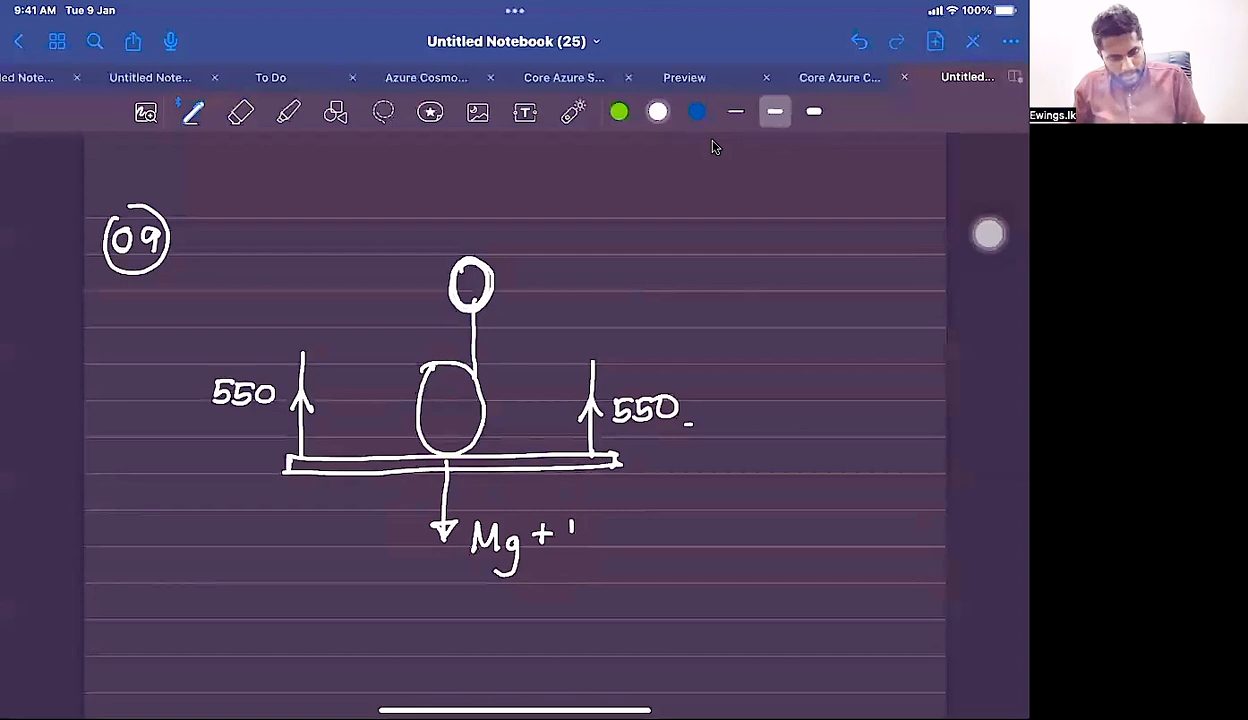 9:41 AM Tue 9 Jan
100%
Untitled Notebook (25)
led Note...
Untitled Note...
To Do
Azure Cosmo...
Core Azure S...
Preview
Core Azure C...
Untitled...
T
Ewings.lk
09
550
550
Mg +